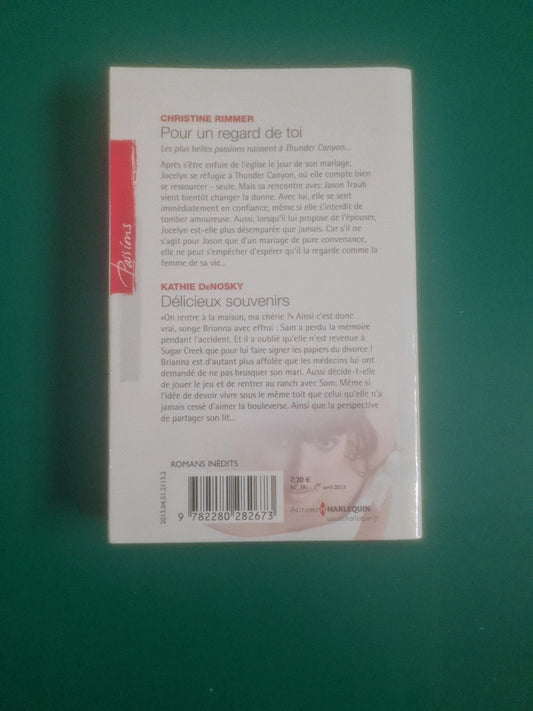 CHRISTINE RIMMER
Pour un regard de toi
Les plus belles passions naissent à Thunder Canyon...
Après s'être enfuie de l'église le jour de son mariage,
Jocelyn se réfugie à Thunder Canyon, où elle compte bien
se ressourcer - seule. Mais sa rencontre avec Jason Traub
vient bientôt changer la donne. Avec lui, elle se sent
immédiatement en confiance, même si elle s'interdit de
tomber amoureuse. Aussi, lorsqu'il lui propose de l'épouser,
Jocelyn est-elle plus désemparée que jamais. Car s'il ne
s'agit pour Jason que d'un mariage de pure convenance,
elle ne peut s'empêcher d'espérer qu'il la regarde comme la
femme de sa vie...
Passions
KATHIE DeNOSKY
Délicieux souvenirs
«On rentre à la maison, ma chérie ?» Ainsi c'est donc
vrai, songe Brianna avec effroi : Sam a perdu la mémoire
pendant l'accident. Et il a oublié qu'elle n'est revenue à
Sugar Creek que pour lui faire signer les papiers du divorce !
Brianna est d'autant plus affolée que les médecins lui ont
demandé de ne pas brusquer son mari. Aussi décide-t-elle
de jouer le jeu et de rentrer au ranch avec Sam. Même si
l'idée de devoir vivre sous le même toit que celui qu'elle n'a
jamais cessé d'aimer la bouleverse. Ainsi que la perspective
de partager son lit...
ROMANS INÉDITS
2013.04.51.3113.2
9 782280 282673
7,20 €
1er avril 2013
éditions HARLEQUIN
www.harlequin.fr